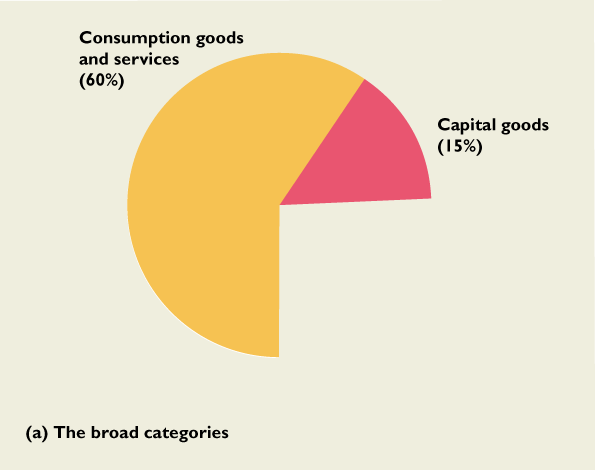 Consumption goods
and services
(60%)
Capital goods
(15%)
(a) The broad categories